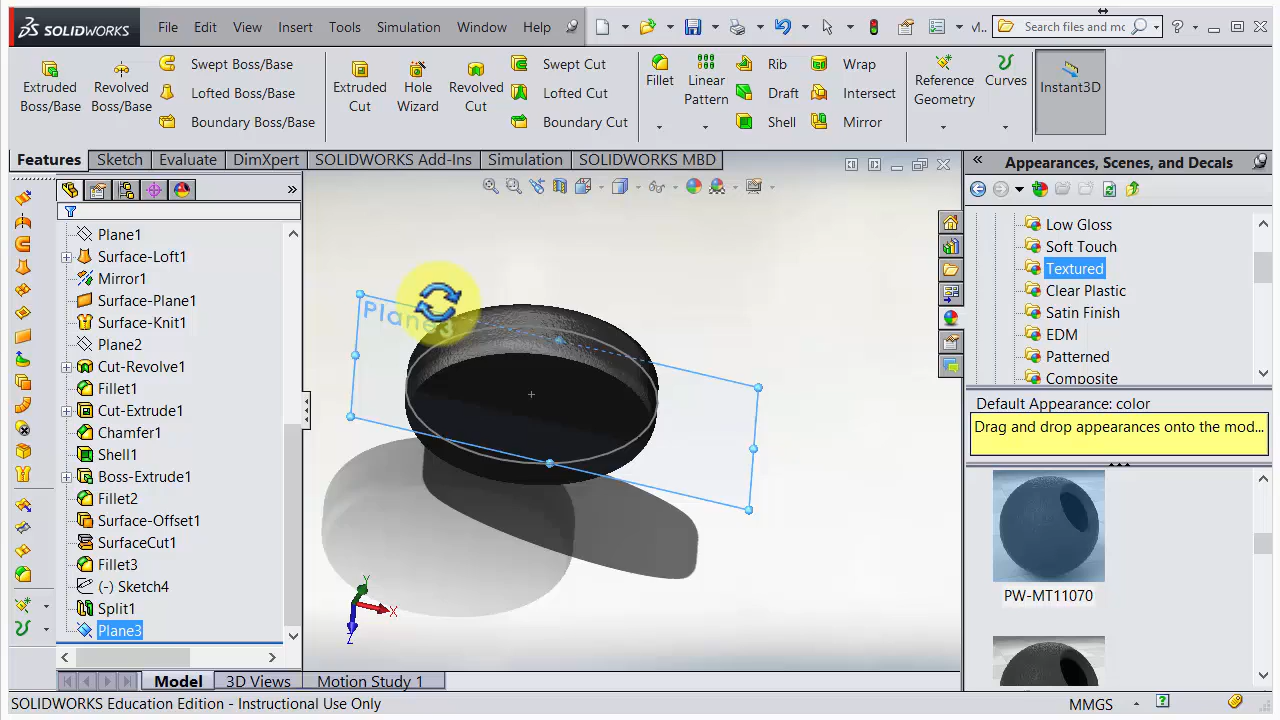 SOLIDWORKS
File Edit View Insert Tools Simulation Window Help
Search files and mc
Extruded Boss/Base
Revolved Boss/Base
Swept Boss/Base
Lofted Boss/Base
Boundary Boss/Base
Extruded Cut
Hole Wizard
Revolved Cut
Swept Cut
Lofted Cut
Boundary Cut
Fillet
Linear Pattern
Rib
Draft
Shell
Wrap
Intersect
Mirror
Reference Geometry
Curves
Instant3D
Features Sketch Evaluate DimXpert SOLIDWORKS Add-Ins Simulation SOLIDWORKS MBD
Plane1
Surface-Loft1
Mirror1
Surface-Plane1
Surface-Knit1
Plane2
Cut-Revolve1
Fillet1
Cut-Extrude1
Chamfer1
Shell1
Boss-Extrude1
Fillet2
Surface-Offset1
SurfaceCut1
Fillet3
(-) Sketch4
Split1
Plane3
Plane3
Y
X
Z
Appearances, Scenes, and Decals
Low Gloss
Soft Touch
Textured
Clear Plastic
Satin Finish
EDM
Patterned
Composite
Default Appearance: color
Drag and drop appearances onto the mod...
PW-MT11070
Model 3D Views Motion Study 1
SOLIDWORKS Education Edition - Instructional Use Only
MMGS